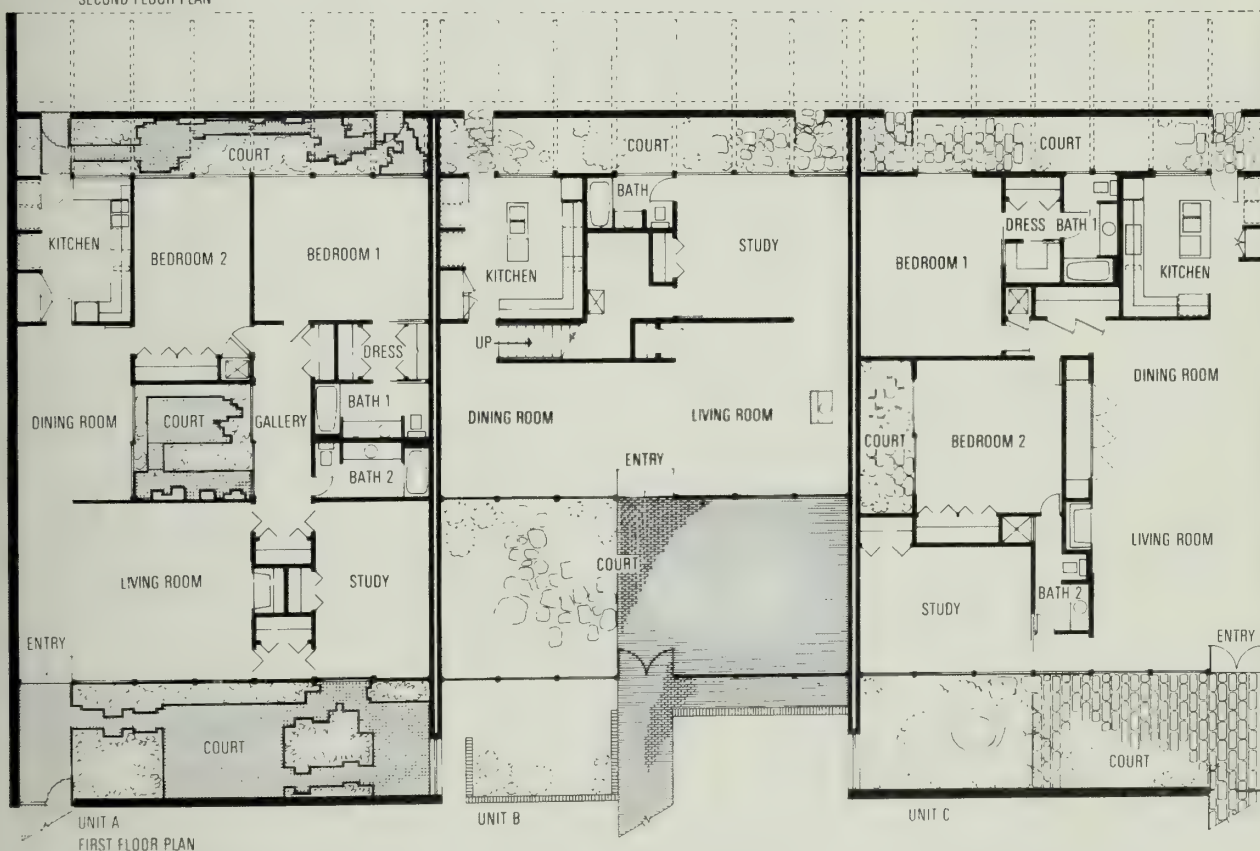 SECOND FLOOR PLAN
COURT
KITCHEN
BEDROOM 2
BEDROOM 1
DRESS
BATH 1
DINING ROOM
COURT
GALLERY
BATH 2
LIVING ROOM
STUDY
ENTRY
COURT
UNIT A
FIRST FLOOR PLAN
COURT
BATH
KITCHEN
STUDY
UP
DINING ROOM
LIVING ROOM
ENTRY
COURT
UNIT B
COURT
DRESS
BATH 1
BEDROOM 1
KITCHEN
DINING ROOM
COURT
BEDROOM 2
LIVING ROOM
STUDY
BATH 2
ENTRY
COURT
UNIT C